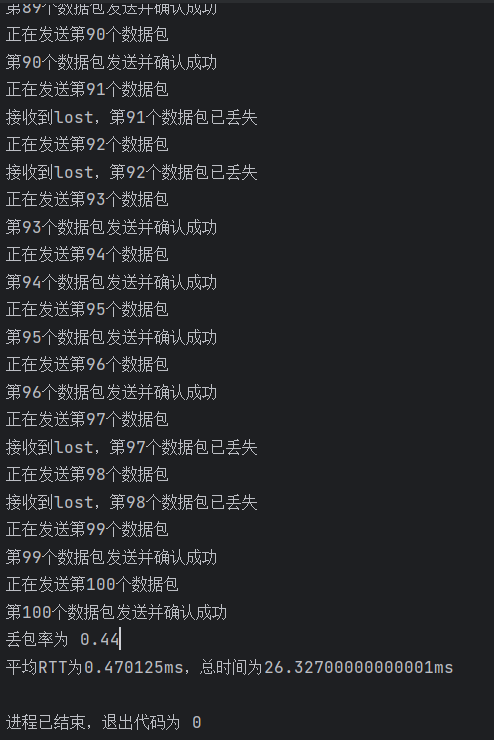 第89个数据包发送并确认成功
正在发送第90个数据包
第90个数据包发送并确认成功
正在发送第91个数据包
接收到lost，第91个数据包已丢失
正在发送第92个数据包
接收到lost，第92个数据包已丢失
正在发送第93个数据包
第93个数据包发送并确认成功
正在发送第94个数据包
第94个数据包发送并确认成功
正在发送第95个数据包
第95个数据包发送并确认成功
正在发送第96个数据包
第96个数据包发送并确认成功
正在发送第97个数据包
接收到lost，第97个数据包已丢失
正在发送第98个数据包
接收到lost，第98个数据包已丢失
正在发送第99个数据包
第99个数据包发送并确认成功
正在发送第100个数据包
第100个数据包发送并确认成功
丢包率为 0.44
平均RTT为0.470125ms，总时间为26.32700000000001ms
进程已结束，退出代码为 0